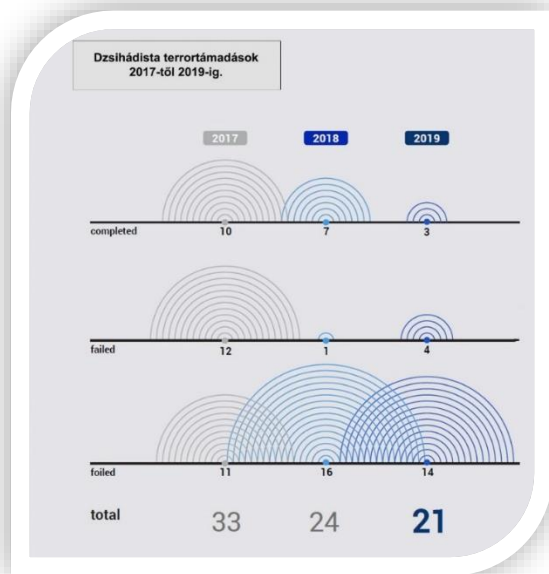 Dzsihádista terrortámadások
2017-től 2019-ig.
2017 2018 2019
completed 10 7 3
failed 12 1 4
foiled 11 16 14
total 33 24 21